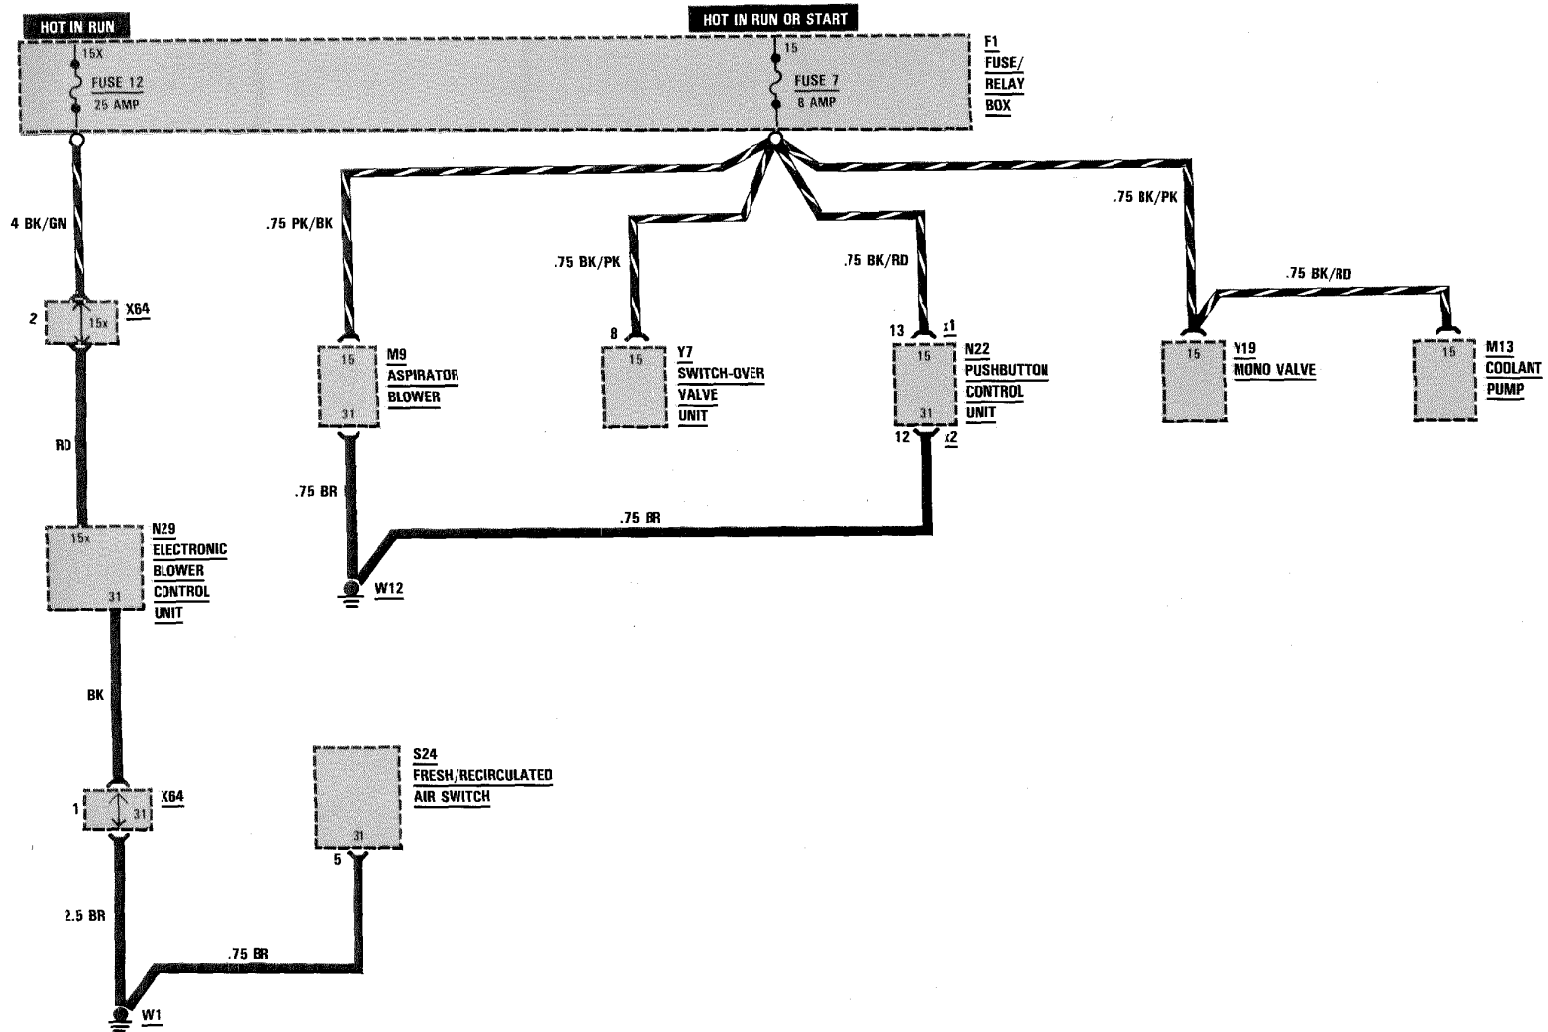 HOT IN RUN
HOT IN RUN OR START
15X
FUSE 12
25 AMP
15
FUSE 7
8 AMP
F1
FUSE/
RELAY
BOX
4 BK/GN
.75 PK/BK
.75 BK/PK
.75 BK/RD
.75 BK/PK
.75 BK/RD
2
15x
X64
15
31
M9
ASPIRATOR
BLOWER
8
15
Y7
SWITCH-OVER
VALVE
UNIT
13
x1
15
31
N22
PUSHBUTTON
CONTROL
UNIT
12
x2
15
Y19
MONO VALVE
15
M13
COOLANT
PUMP
RD
.75 BR
.75 BR
W12
15x
31
N29
ELECTRONIC
BLOWER
CONTROL
UNIT
BK
1
31
X64
S24
FRESH/RECIRCULATED
AIR SWITCH
31
5
2.5 BR
.75 BR
W1